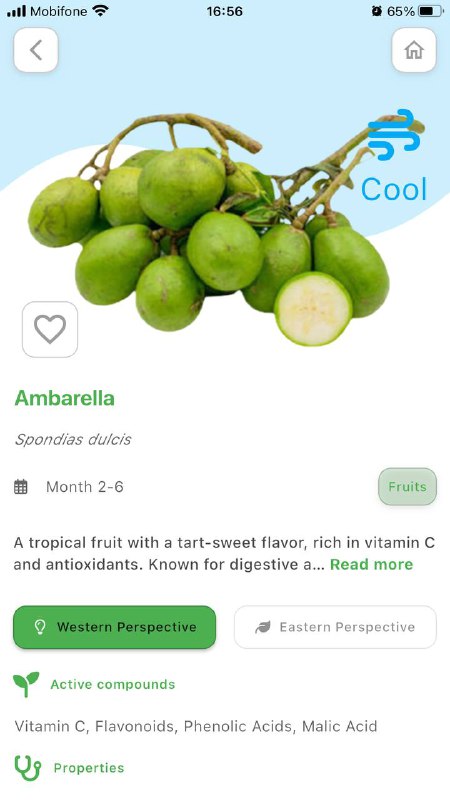 Mobifone 16:56 65%
Cool
Ambarella
Spondias dulcis
Month 2-6
Fruits
A tropical fruit with a tart-sweet flavor, rich in vitamin C
and antioxidants. Known for digestive a... Read more
Western Perspective Eastern Perspective
Active compounds
Vitamin C, Flavonoids, Phenolic Acids, Malic Acid
Properties